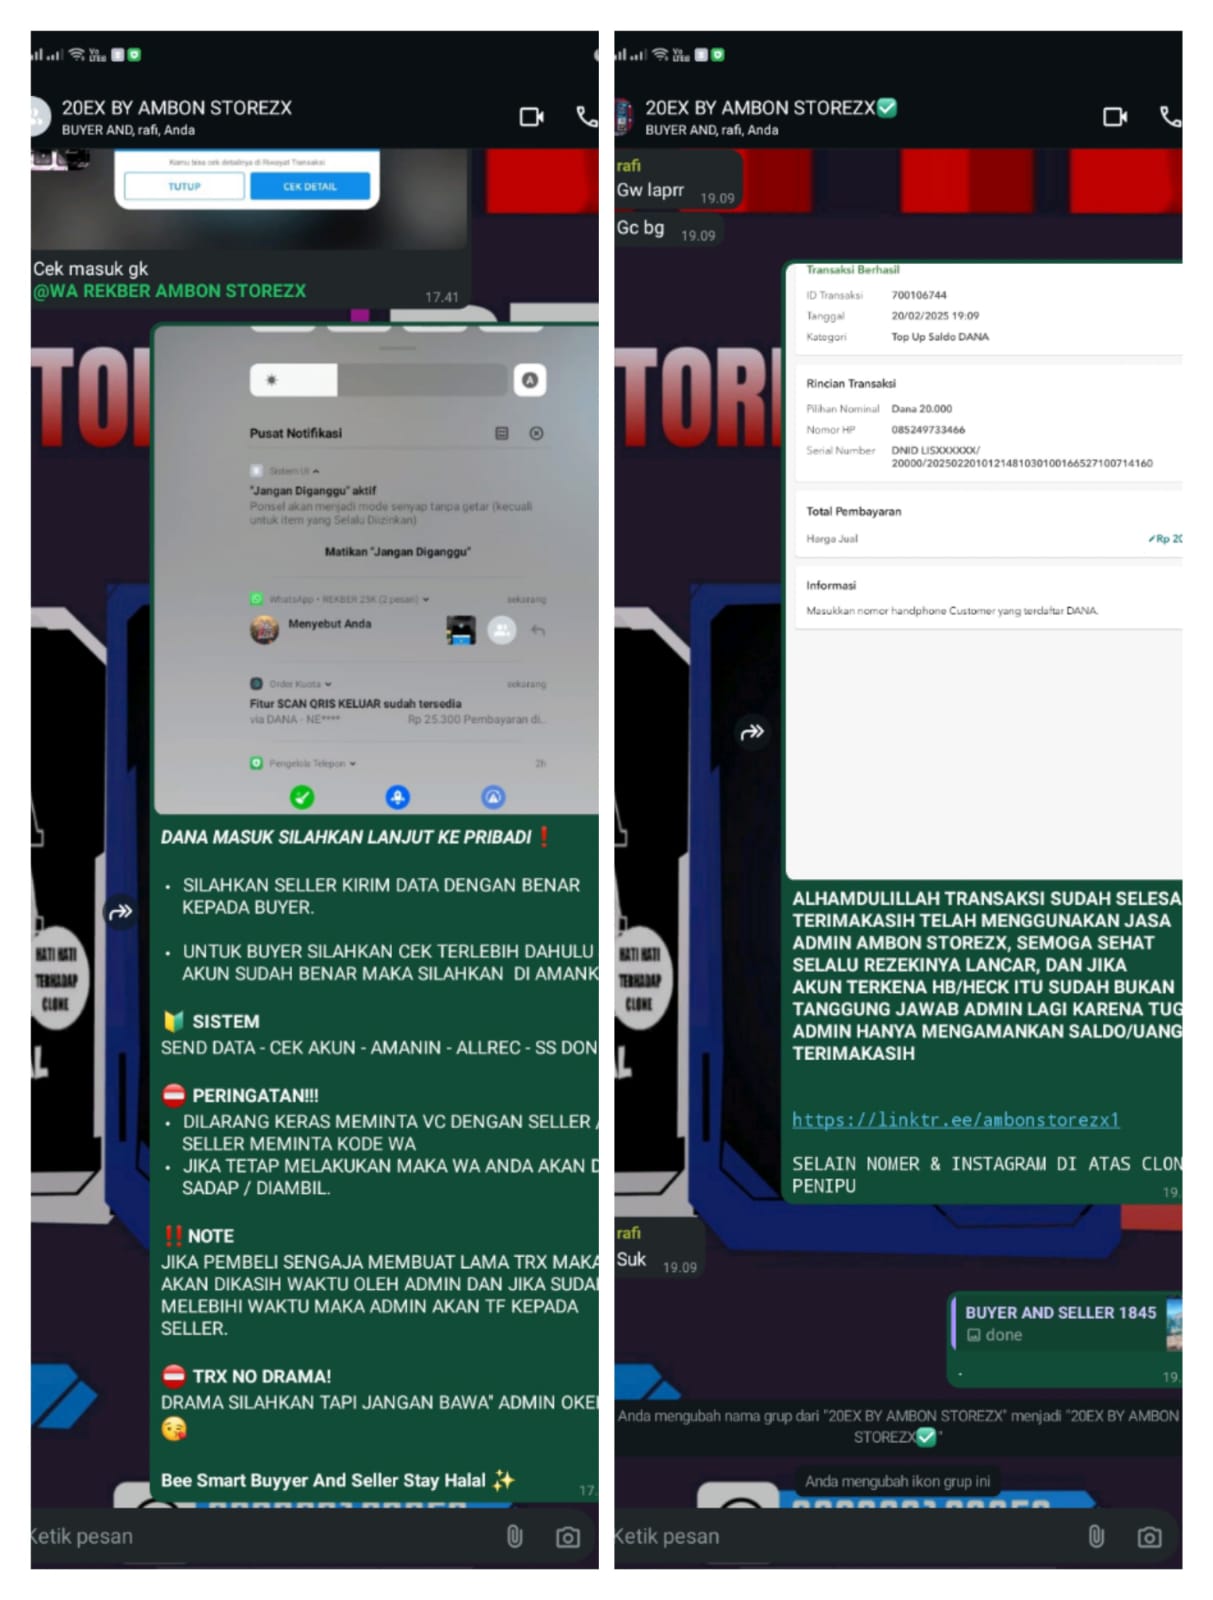 20EX BY AMBON STOREZX
BUYER AND, rafi, Anda
Kamu bisa cek detailnya di Riwayat Transaksi
TUTUP
CEK DETAIL
Cek masuk gk
@WA REKBER AMBON STOREZX
17.41
Pusat Notifikasi
Sistem UI
"Jangan Diganggu" aktif
Ponsel akan menjadi mode senyap tanpa getar (kecuali
untuk item yang Selalu Diizinkan)
Matikan "Jangan Diganggu"
WhatsApp • REKBER 25K (2 pesan)
sekarang
Menyebut Anda
Order Kuota
sekarang
Fitur SCAN QRIS KELUAR sudah tersedia
via DANA - NE****
Rp 25.300 Pembayaran di..
Pengelola Telepon
2h
DANA MASUK SILAHKAN LANJUT KE PRIBADI❗
• SILAHKAN SELLER KIRIM DATA DENGAN BENAR
KEPADA BUYER.
• UNTUK BUYER SILAHKAN CEK TERLEBIH DAHULU
AKUN SUDAH BENAR MAKA SILAHKAN DI AMANK
🔰 SISTEM
SEND DATA - CEK AKUN - AMANIN - ALLREC - SS DON
⛔ PERINGATAN!!!
• DILARANG KERAS MEMINTA VC DENGAN SELLER /
SELLER MEMINTA KODE WA
• JIKA TETAP MELAKUKAN MAKA WA ANDA AKAN D
SADAP / DIAMBIL.
‼️NOTE
JIKA PEMBELI SENGAJA MEMBUAT LAMA TRX MAKA
AKAN DIKASIH WAKTU OLEH ADMIN DAN JIKA SUDA
MELEBIHI WAKTU MAKA ADMIN AKAN TF KEPADA
SELLER.
⛔ TRX NO DRAMA!
DRAMA SILAHKAN TAPI JANGAN BAWA" ADMIN OKE
😘
Bee Smart Buyyer And Seller Stay Halal ✨
17.
HATI HATI
TERHADAP
CLONE
Ketik pesan
20EX BY AMBON STOREZX✅
BUYER AND, rafi, Anda
rafi
Gw laprr
19.09
Gc bg
19.09
Transaksi Berhasil
ID Transaksi 700106744
Tanggal 20/02/2025 19:09
Kategori Top Up Saldo DANA
Rincian Transaksi
Pilihan Nominal Dana 20.000
Nomor HP 085249733466
Serial Number DNID LISXXXXXX/
20000/20250220101214810301001665271007141​60
Total Pembayaran
Harga Jual
Rp 20
Informasi
Masukkan nomor handphone Customer yang terdaftar DANA.
ALHAMDULILLAH TRANSAKSI SUDAH SELESA
TERIMAKASIH TELAH MENGGUNAKAN JASA
ADMIN AMBON STOREZX, SEMOGA SEHAT
SELALU REZEKINYA LANCAR, DAN JIKA
AKUN TERKENA HB/HECK ITU SUDAH BUKAN
TANGGUNG JAWAB ADMIN LAGI KARENA TUG
ADMIN HANYA MENGAMANKAN SALDO/UANG
TERIMAKASIH
https://linktr.ee/ambonstorezx1
SELAIN NOMER & INSTAGRAM DI ATAS CLON
PENIPU
19.
rafi
Suk
19.09
BUYER AND SELLER 1845
done
.
19.
Anda mengubah nama grup dari "20EX BY AMBON STOREZX" menjadi "20EX BY AMBON
STOREZX✅"
Anda mengubah ikon grup ini
HATI HATI
TERHADAP
CLONE
Ketik pesan